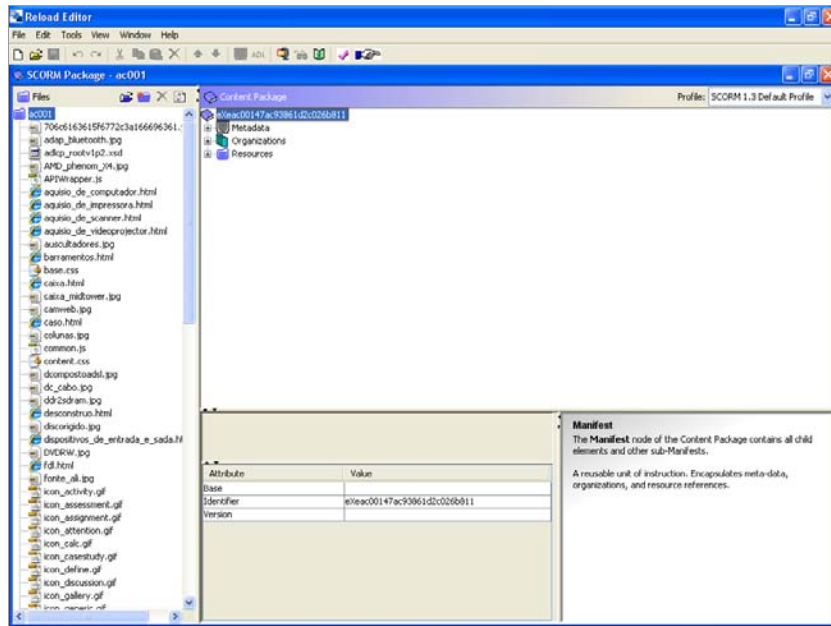 Reload Editor
File Edit Tools View Window Help
SCORM Package - ac001
Files
Content Package
Profile: SCORM 1.3 Default Profile
ac001
adap_bluetooth.jpg
adlcp_rootv1p2.xsd
AMD_phenom_X4.jpg
APIWrapper.js
aquisio_de_computador.html
aquisio_de_impressora.html
aquisio_de_scanner.html
aquisio_de_videoprojector.html
auscultadores.jpg
barramentos.html
base.css
caixa.html
caixa_midtower.jpg
camweb.jpg
caso.html
colunas.jpg
common.js
content.css
dcompostoadsl.jpg
dc_cabo.jpg
ddr2sdram.jpg
desconstruo.html
discorigido.jpg
dispositivos_de_entrada_e_sada.ht
DVDRW.jpg
fdl.html
fonte_ali.jpg
icon_activity.gif
icon_assessment.gif
icon_assignment.gif
icon_attention.gif
icon_calc.gif
icon_casestudy.gif
icon_define.gif
icon_discussion.gif
icon_gallery.gif
icon_generic.gif
eXeac00147ac93861d2c026b811
Metadata
Organizations
Resources
Attribute Value
Base
Identifier eXeac00147ac93861d2c026b811
Version
Manifest
The Manifest node of the Content Package contains all child
elements and other sub-Manifests.
A reusable unit of instruction. Encapsulates meta-data,
organizations, and resource references.